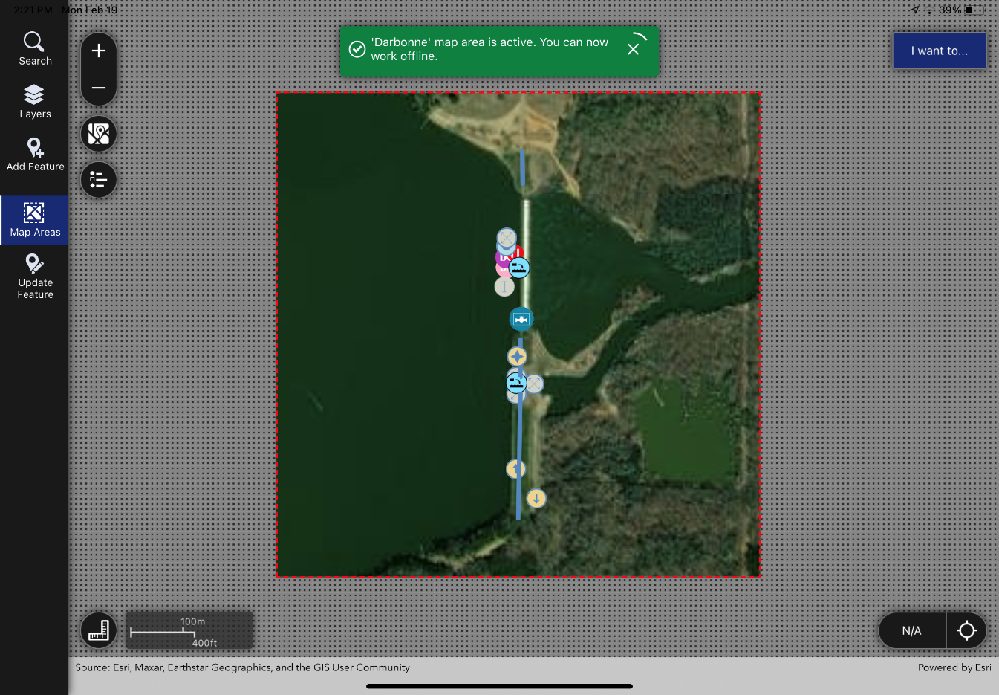 2:21 PM Mon Feb 19
39%
Search
Layers
Add Feature
Map Areas
Update
Feature
'Darbonne' map area is active. You can now
work offline.
I want to...
100m
400ft
N/A
Source: Esri, Maxar, Earthstar Geographics, and the GIS User Community
Powered by Esri